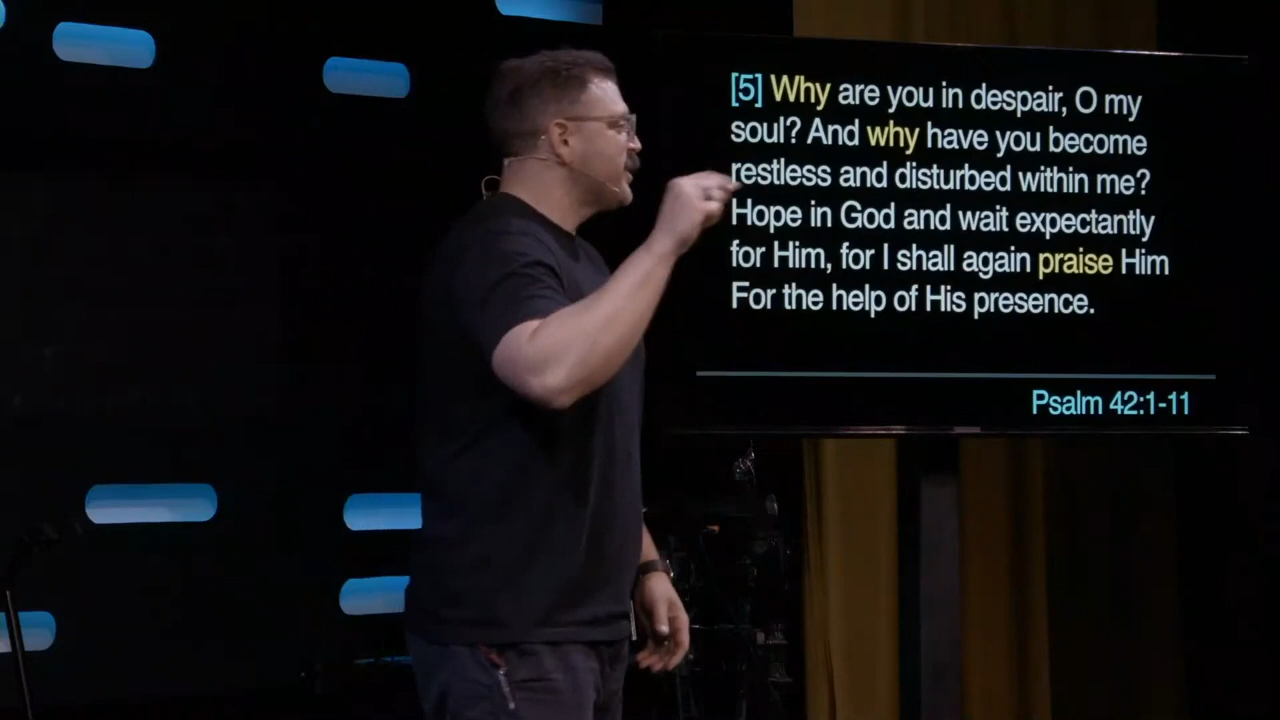 [5] Why are you in despair, O my
soul? And why have you become
restless and disturbed within me?
Hope in God and wait expectantly
for Him, for I shall again praise Him
For the help of His presence.
Psalm 42:1-11